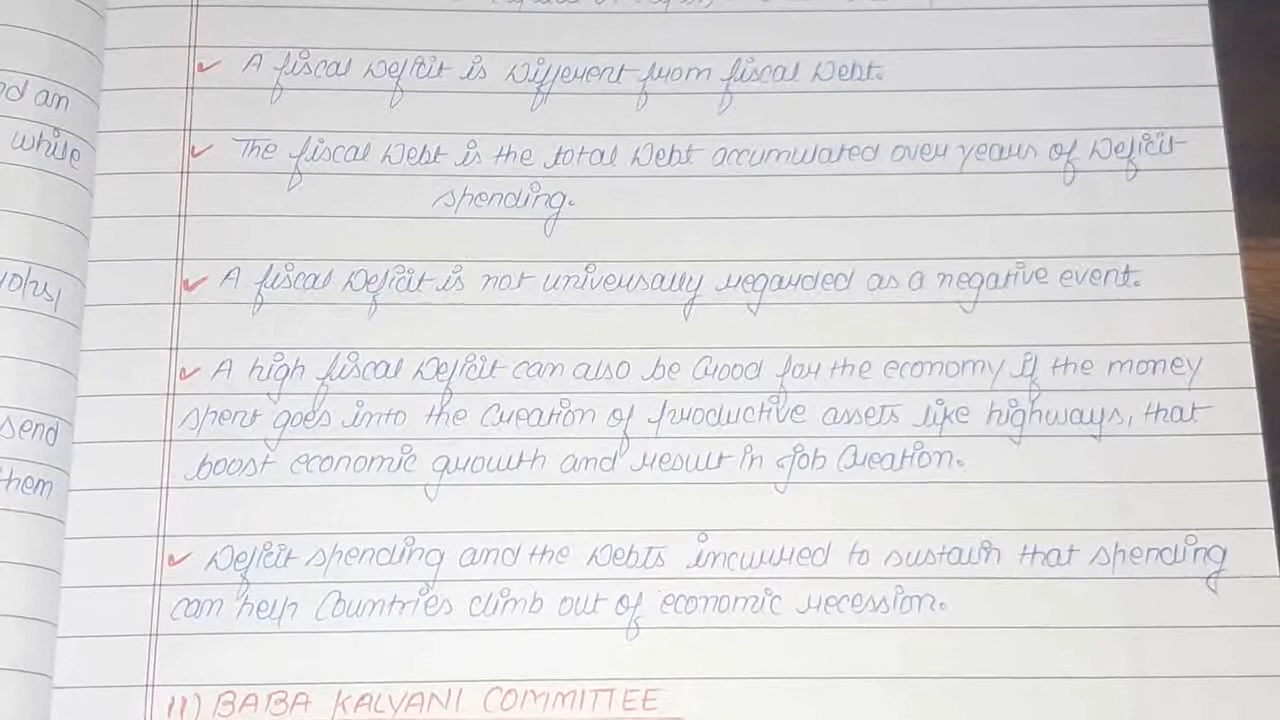 A fiscal Deficit is Different from fiscal Debt.
The fiscal Debt is the total Debt accumulated over years of Deficit
spending.
A fiscal Deficit is not universally regarded as a negative event.
A high fiscal Deficit can also be Good for the economy if the money
spent goes into the Creation of productive assets like highways, that
boost economic growth and result in Job Creation.
Deficit spending and the Debts incurred to sustain that spending
can help Countries climb out of economic recession.
11) BABA KALYANI COMMITTEE
an
while
send
them